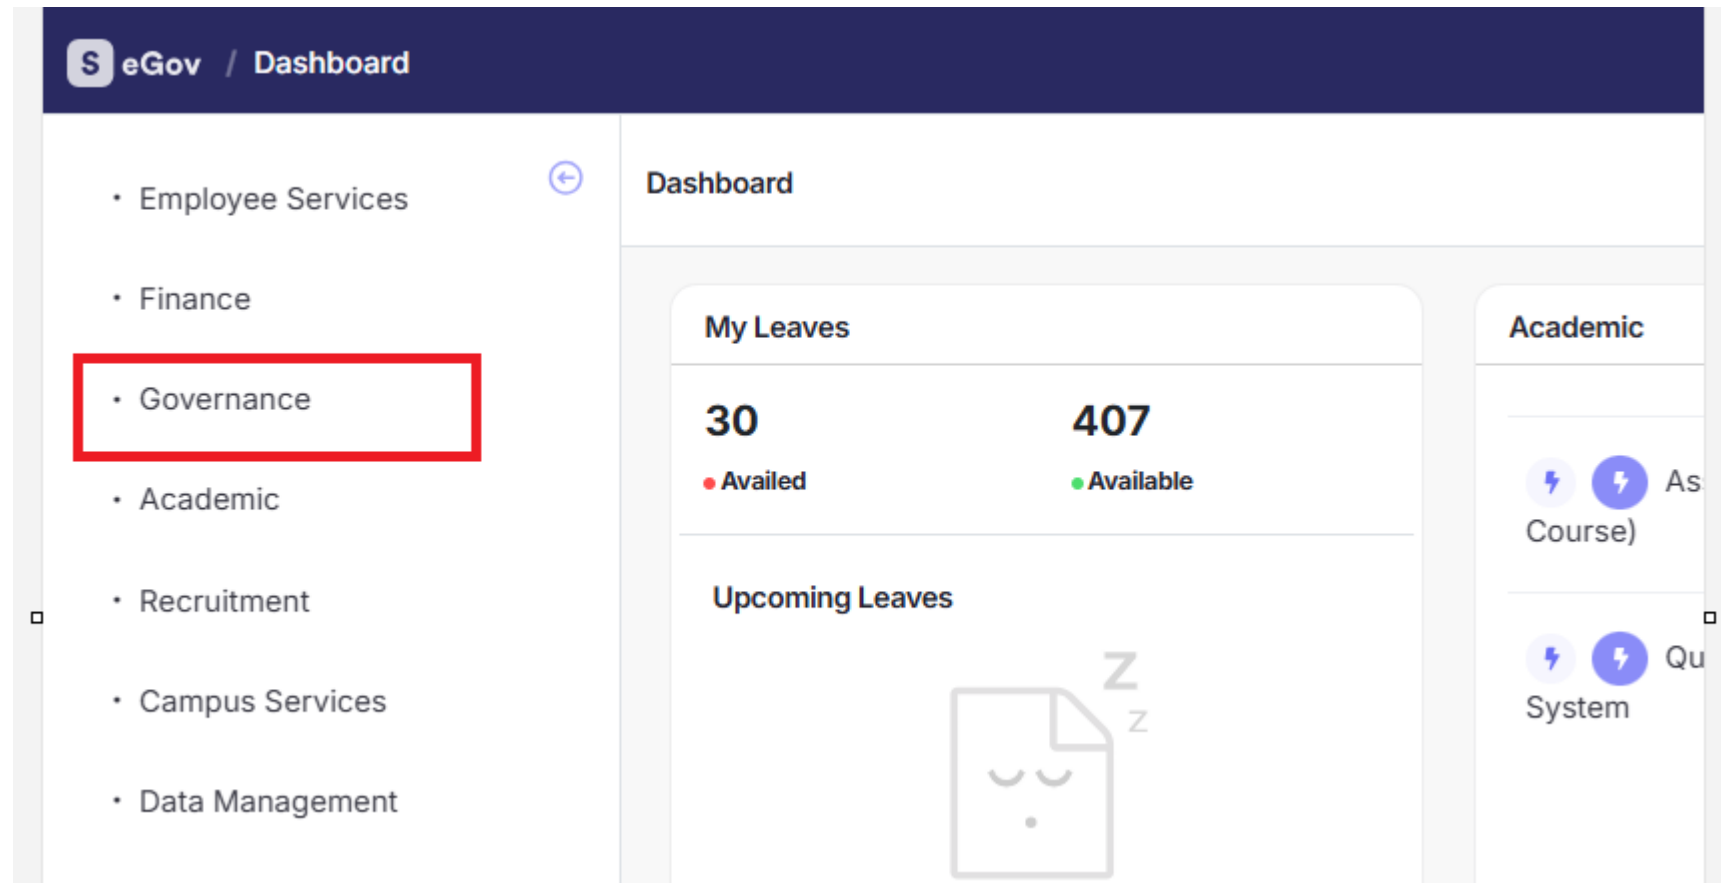 S eGov / Dashboard
• Employee Services
• Finance
• Governance
• Academic
• Recruitment
• Campus Services
• Data Management
Dashboard
My Leaves
30
407
Availed
Available
Upcoming Leaves
Z
Z
Academic
Course)
System